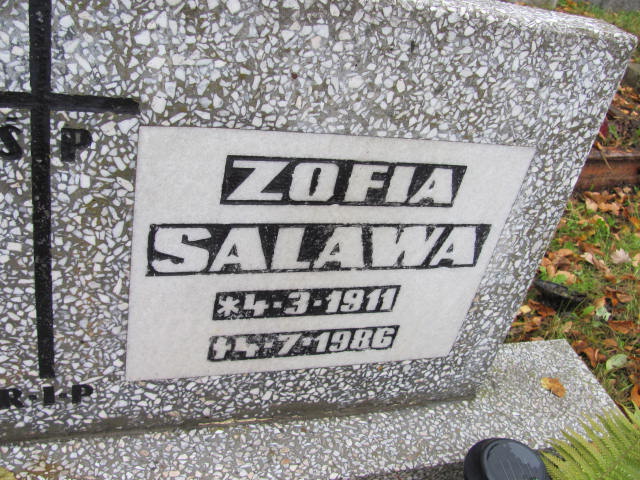 Ś P
ZOFIA
SALAWA
*4-3-1911
†4-7-1986
R·I·P